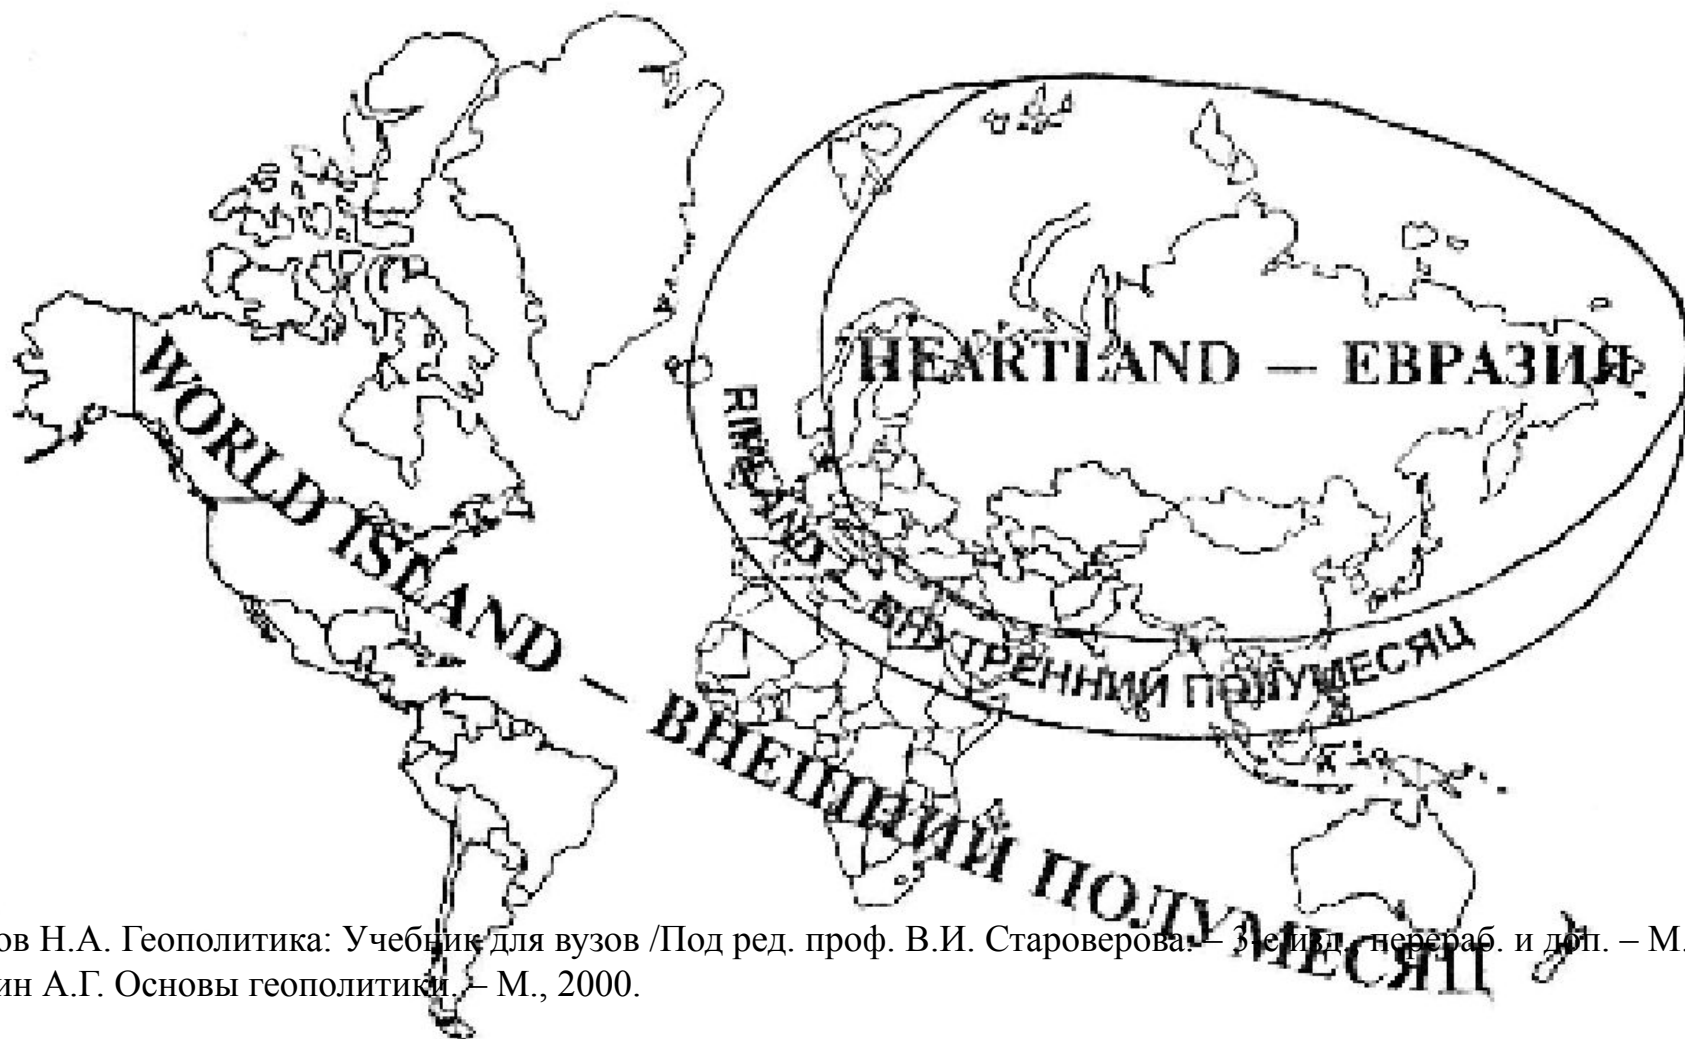 HEARTLAND — ЕВРАЗИЯ
RIMLAND — ВНУТРЕННИЙ ПОЛУМЕСЯЦ
WORLD ISLAND — ВНЕШНИЙ ПОЛУМЕСЯЦ
ов Н.А. Геополитика: Учебник для вузов /Под ред. проф. В.И. Староверова. – 3-е изд., перераб. и доп. – М.
ин А.Г. Основы геополитики. – М., 2000.